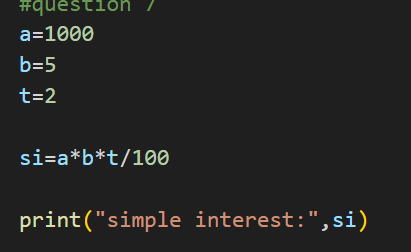 #question 7
a=1000
b=5
t=2
si=a*b*t/100
print("simple interest:",si)